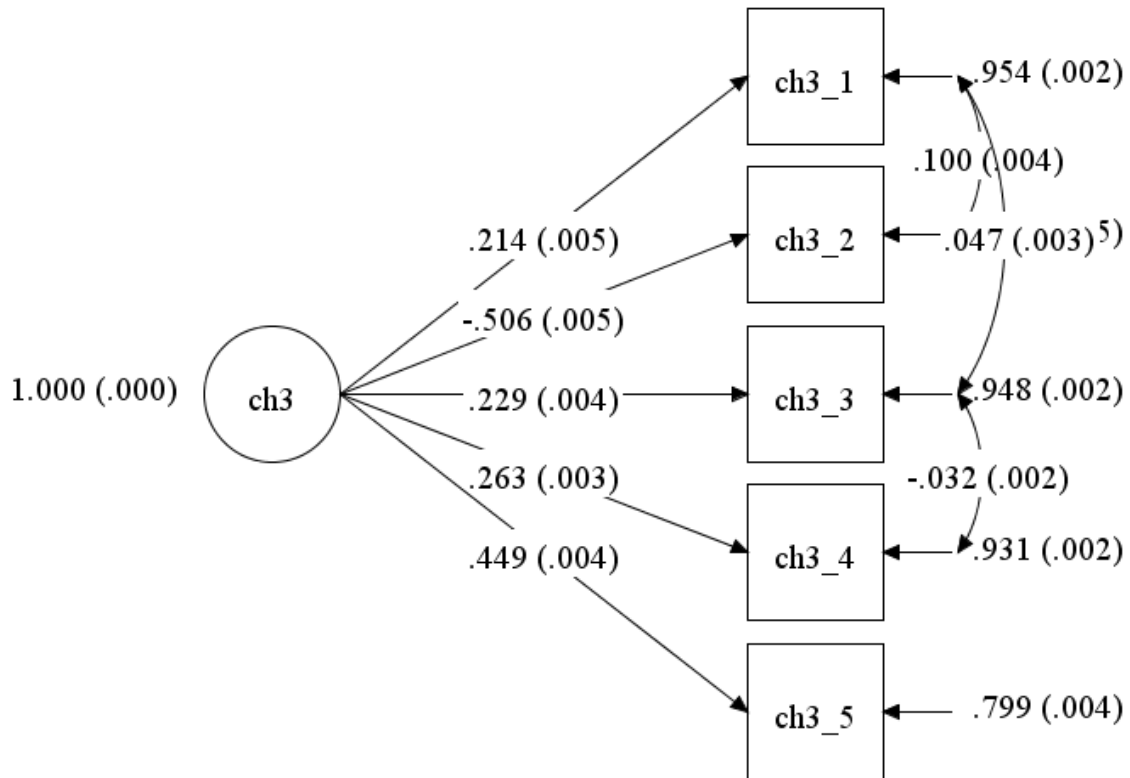 ch3_1
.954 (.002)
.100 (.004)
.214 (.005)
ch3_2
.047 (.003)
5)
-.506 (.005)
1.000 (.000)
ch3
.229 (.004)
ch3_3
.948 (.002)
.263 (.003)
-.032 (.002)
.449 (.004)
ch3_4
.931 (.002)
ch3_5
.799 (.004)